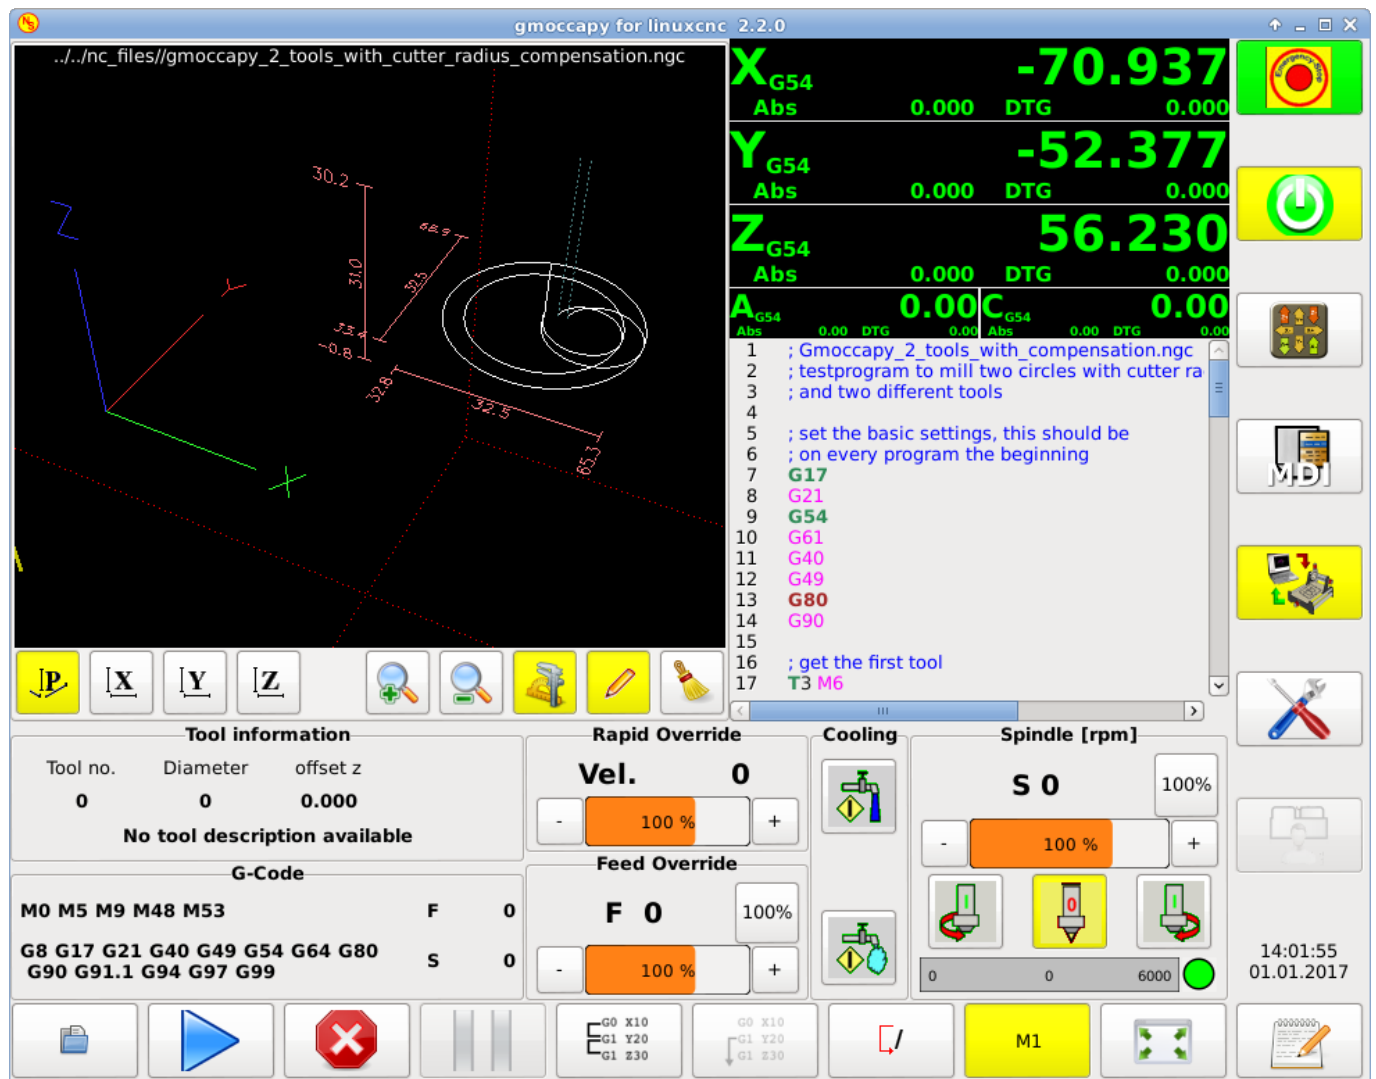 gmoccapy for linuxcnc 2.2.0
../../nc_files//gmoccapy_2_tools_with_cutter_radius_compensation.ngc
Z
Y
X
30.2
31.0
-0.8
68.9
32.5
33.4
32.8
32.5
65.3
X G54 -70.937
Abs 0.000 DTG 0.000
Y G54 -52.377
Abs 0.000 DTG 0.000
Z G54 56.230
Abs 0.000 DTG 0.000
A G54 0.00 C G54 0.00
Abs 0.00 DTG 0.00 Abs 0.00 DTG 0.00
1 ; Gmoccapy_2_tools_with_compensation.ngc
2 ; testprogram to mill two circles with cutter ra
3 ; and two different tools
4
5 ; set the basic settings, this should be
6 ; on every program the beginning
7 G17
8 G21
9 G54
10 G61
11 G40
12 G49
13 G80
14 G90
15
16 ; get the first tool
17 T3 M6
Emergency-Stop
MDI
P X Y Z
Tool information
Tool no. Diameter offset z
0 0 0.000
No tool description available
G-Code
M0 M5 M9 M48 M53 F 0
G8 G17 G21 G40 G49 G54 G64 G80
G90 G91.1 G94 G97 G99
S 0
Rapid Override
Vel. 0
- 100 % +
Feed Override
F 0 100%
- 100 % +
Cooling
Spindle [rpm]
S 0 100%
- 100 % +
I 0 I
0 0 6000
14:01:55
01.01.2017
G0 X10
G1 Y20
G1 Z30
G0 X10
G1 Y20
G1 Z30
/
M1